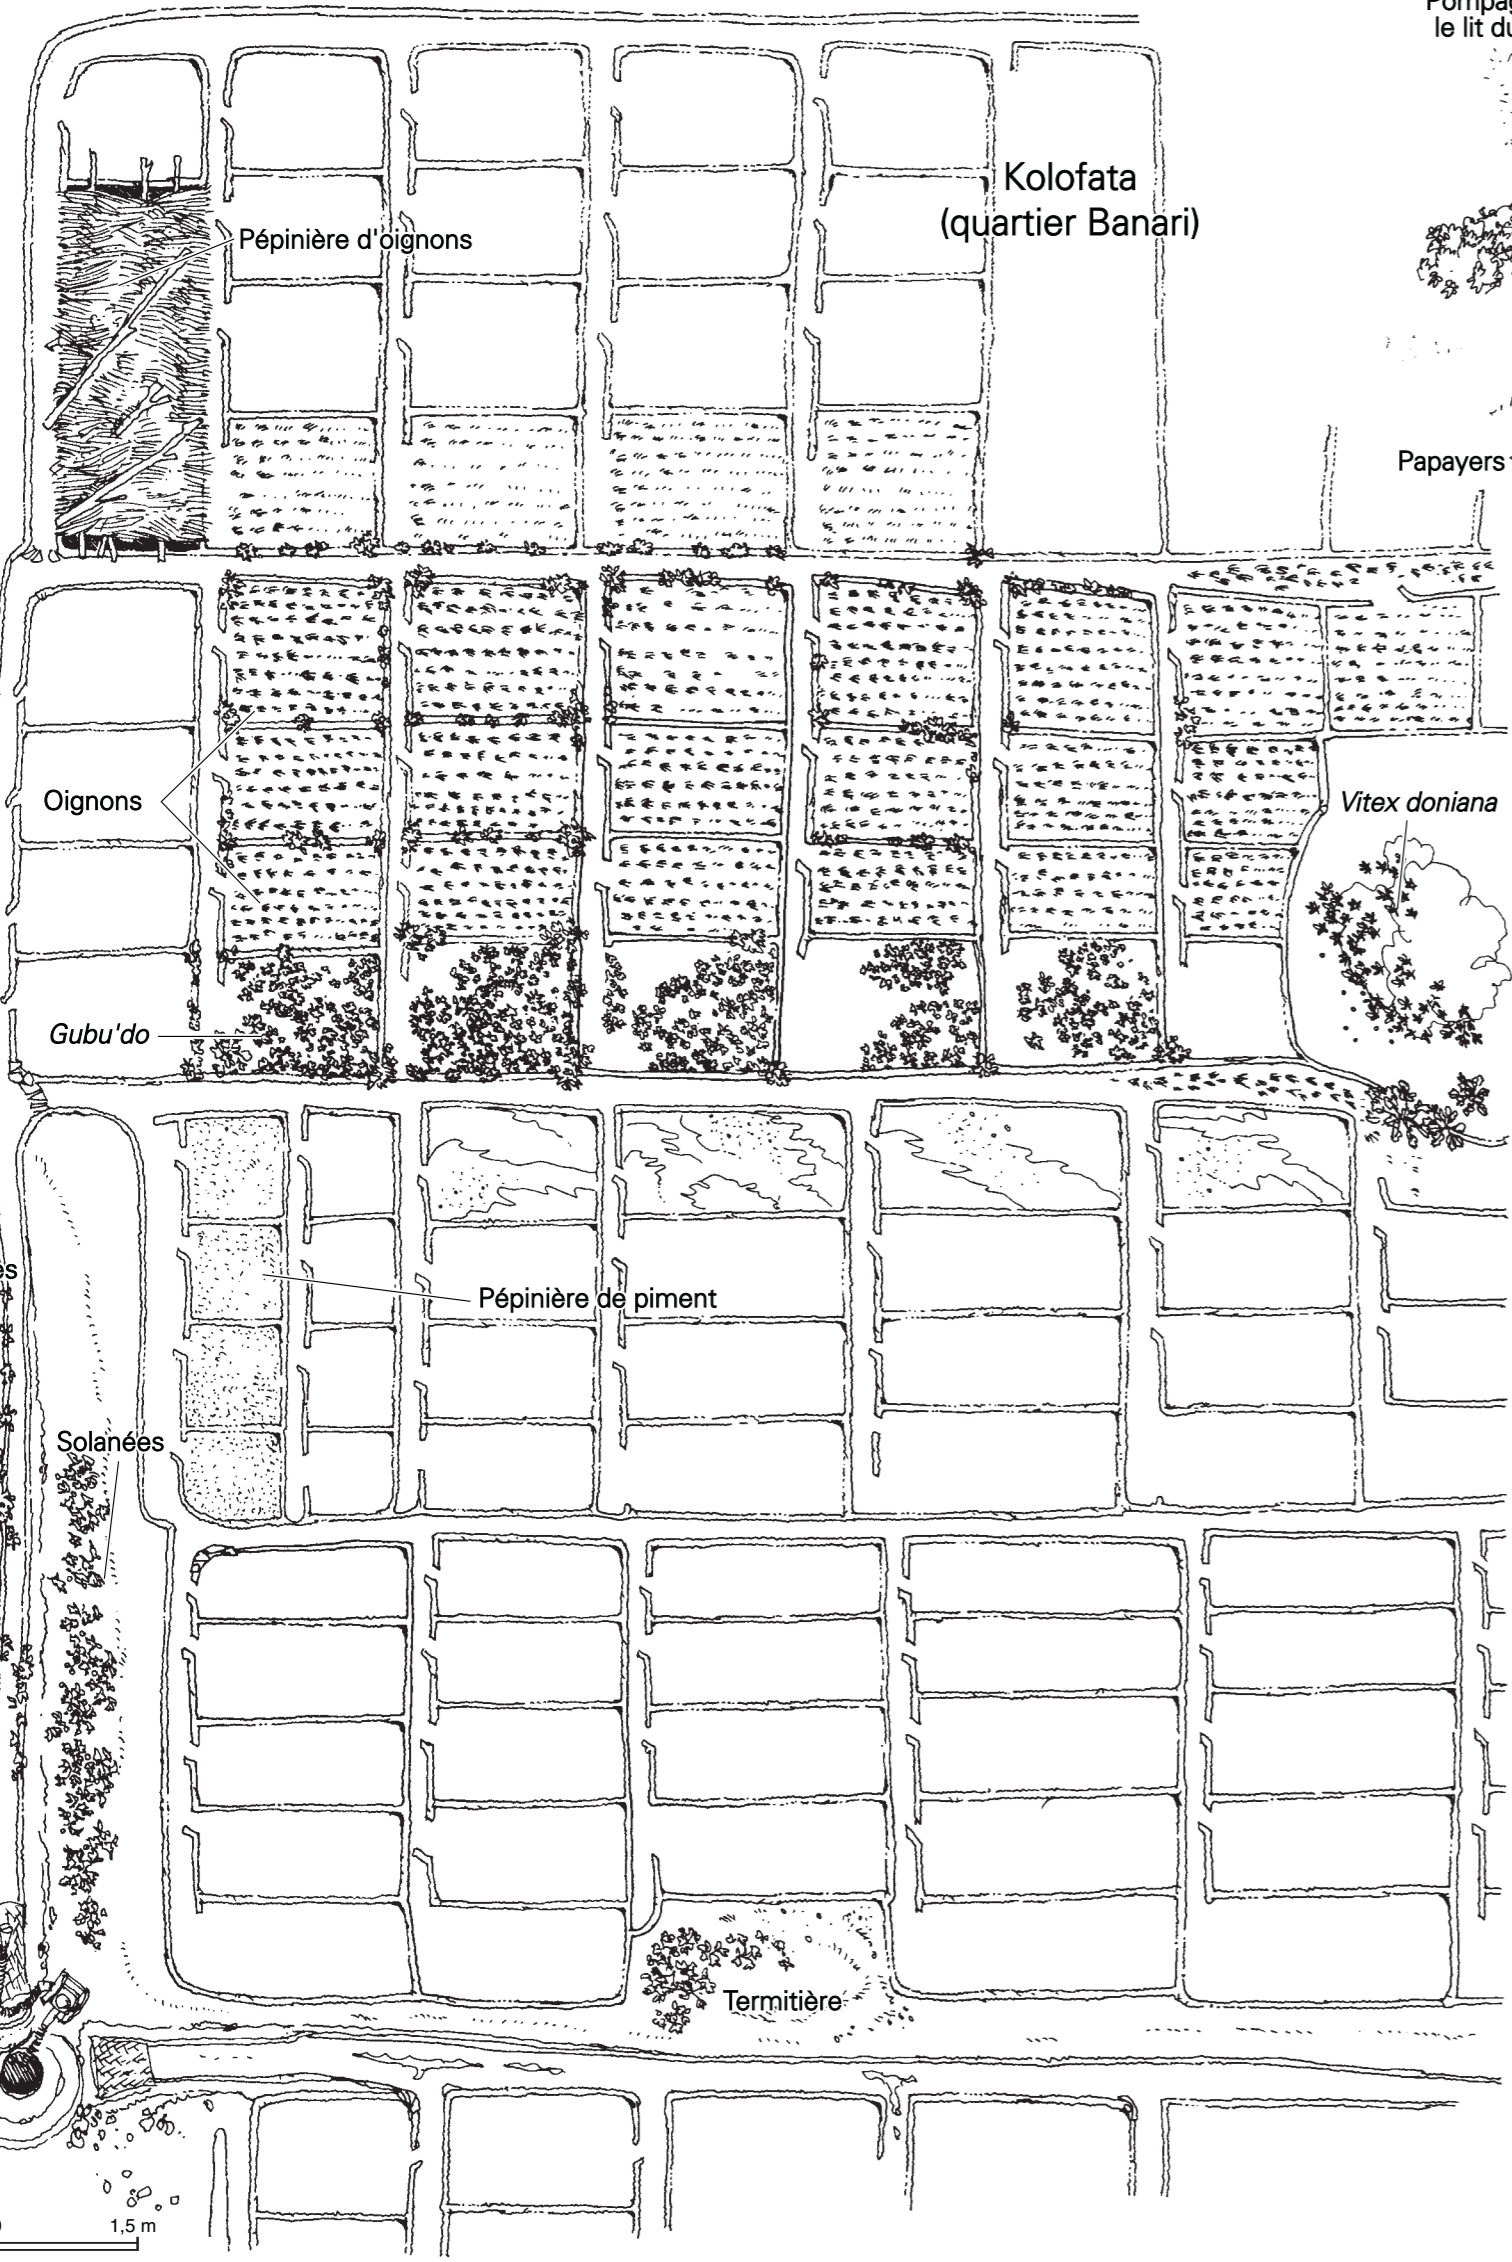 le lit du
Kolofata
(quartier Banari)
Pépinière d'oignons
Papayers
Oignons
Vitex doniana
Gubu'do
Pépinière de piment
Solanées
Termitière
1,5 m